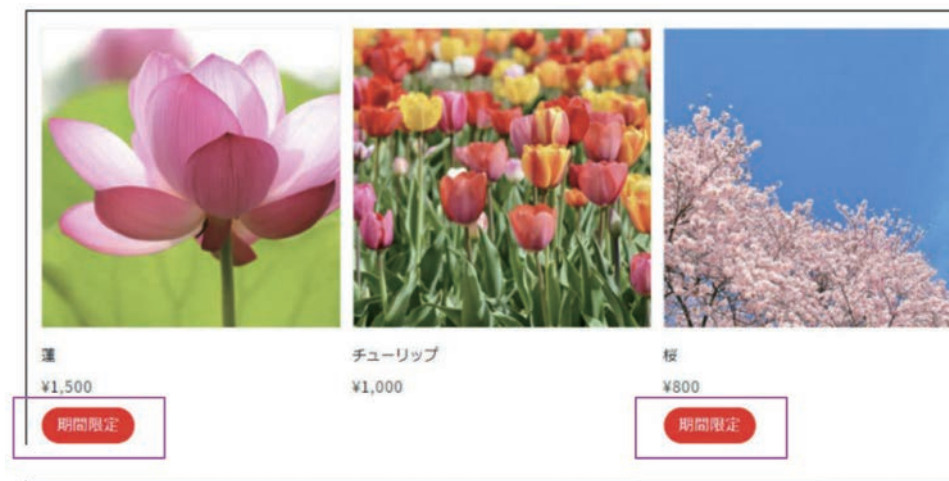 蓮
¥1,500
期間限定
チューリップ
¥1,000
桜
¥800
期間限定